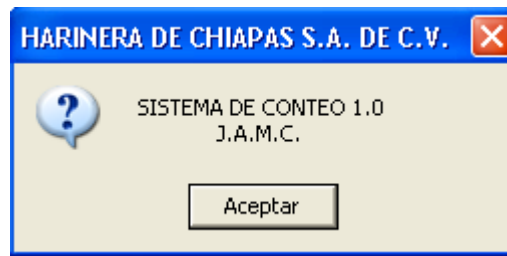 HARINERA DE CHIAPAS S.A. DE C.V.
?
SISTEMA DE CONTEO 1.0
J.A.M.C.
Aceptar